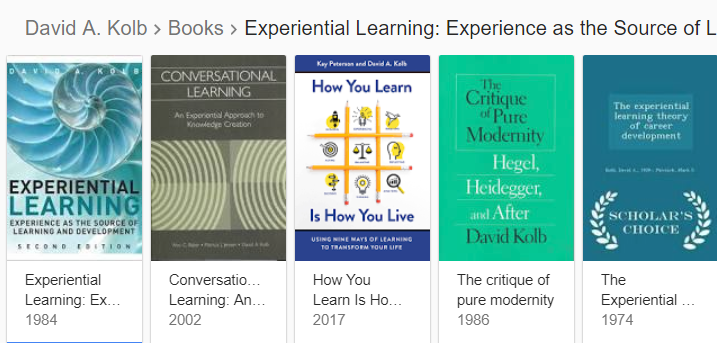 David A. Kolb > Books > Experiential Learning: Experience as the Source of L
DAVID A. KOLB
EXPERIENTIAL
LEARNING
EXPERIENCE AS THE SOURCE OF
LEARNING AND DEVELOPMENT
SECOND EDITION
CONVERSATIONAL
LEARNING
An Experiential Approach to
Knowledge Creation
Kay Peterson and David A. Kolb
How You Learn
Is How You Live
USING NINE WAYS OF LEARNING
TO TRANSFORM YOUR LIFE
The
Critique
of Pure
Modernity
Hegel,
Heidegger,
and After
David Kolb
The experiential
learning theory
of career
development
SCHOLAR'S
CHOICE
Experiential
Learning: Ex...
1984
Conversatio...
Learning: An...
2002
How You
Learn Is Ho...
2017
The critique of
pure modernity
1986
The
Experiential ...
1974